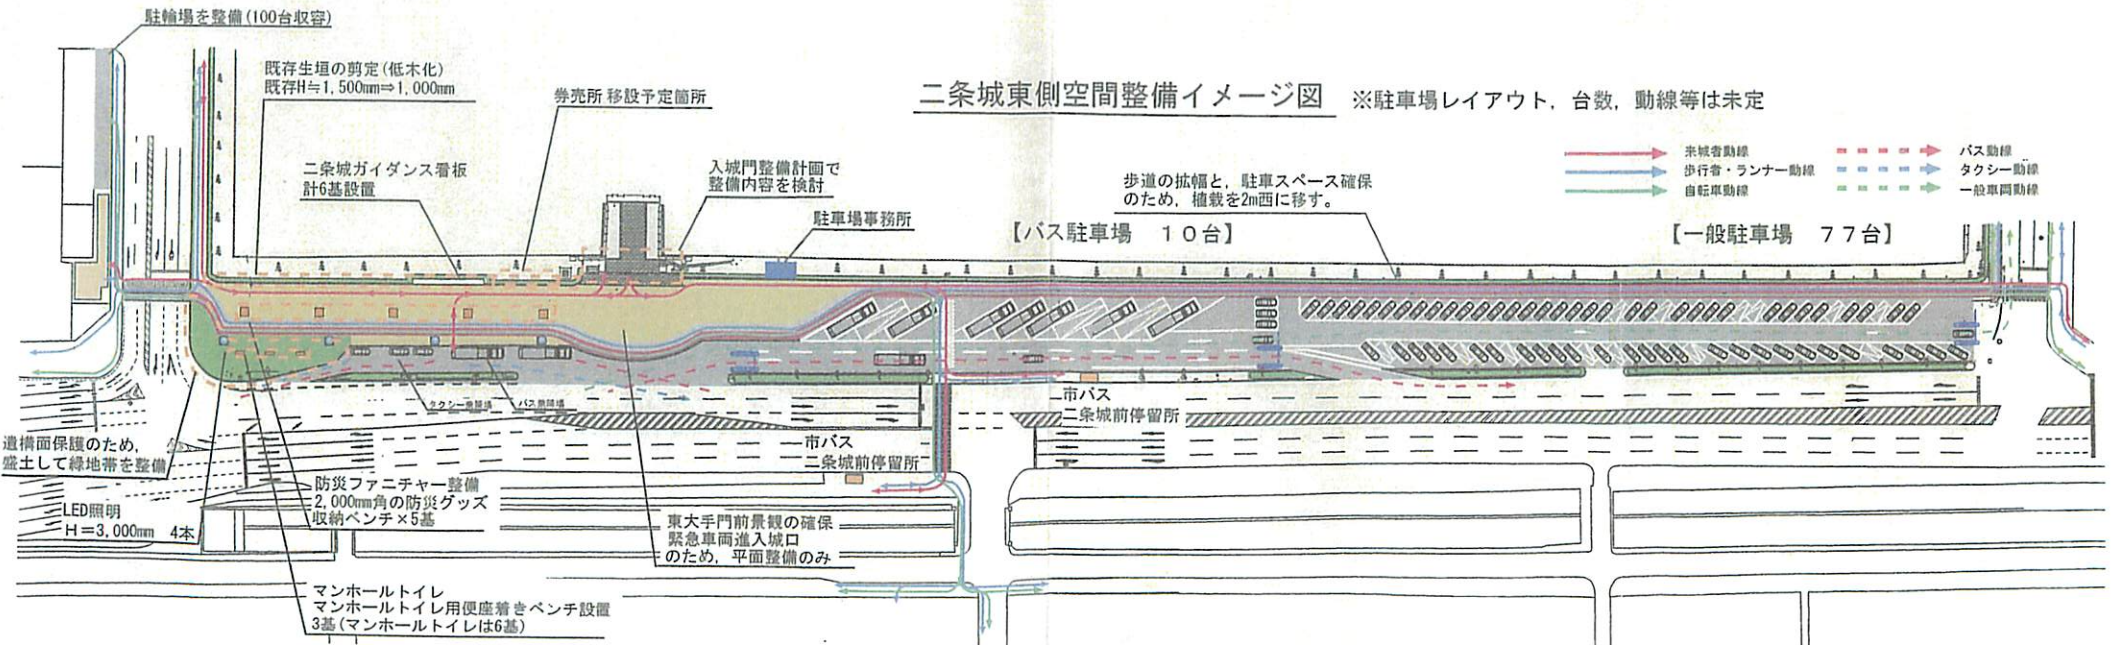 駐輪場を整備(100台収容)
既存生垣の剪定(低木化)
既存H≒1,500mm⇒1,000mm
券売所 移設予定箇所
二条城東側空間整備イメージ図 ※駐車場レイアウト，台数，動線等は未定
来城者動線
歩行者・ランナー動線
自転車動線
バス動線
タクシー動線
一般車両動線
二条城ガイダンス看板
計6基設置
入城門整備計画で
整備内容を検討
駐車場事務所
歩道の拡幅と，駐車スペース確保
のため，植栽を2m西に移す。
【バス駐車場　10台】
【一般駐車場　77台】
タクシー乗降場
バス乗降場
市バス
二条城前停留所
市バス
二条城前停留所
遺構面保護のため，
盛土して緑地帯を整備
LED照明
H＝3,000mm　4本
防災ファニチャー整備
2,000mm角の防災グッズ
収納ベンチ×5基
東大手門前景観の確保
緊急車両進入城口
のため，平面整備のみ
マンホールトイレ
マンホールトイレ用便座着きベンチ設置
3基(マンホールトイレは6基)